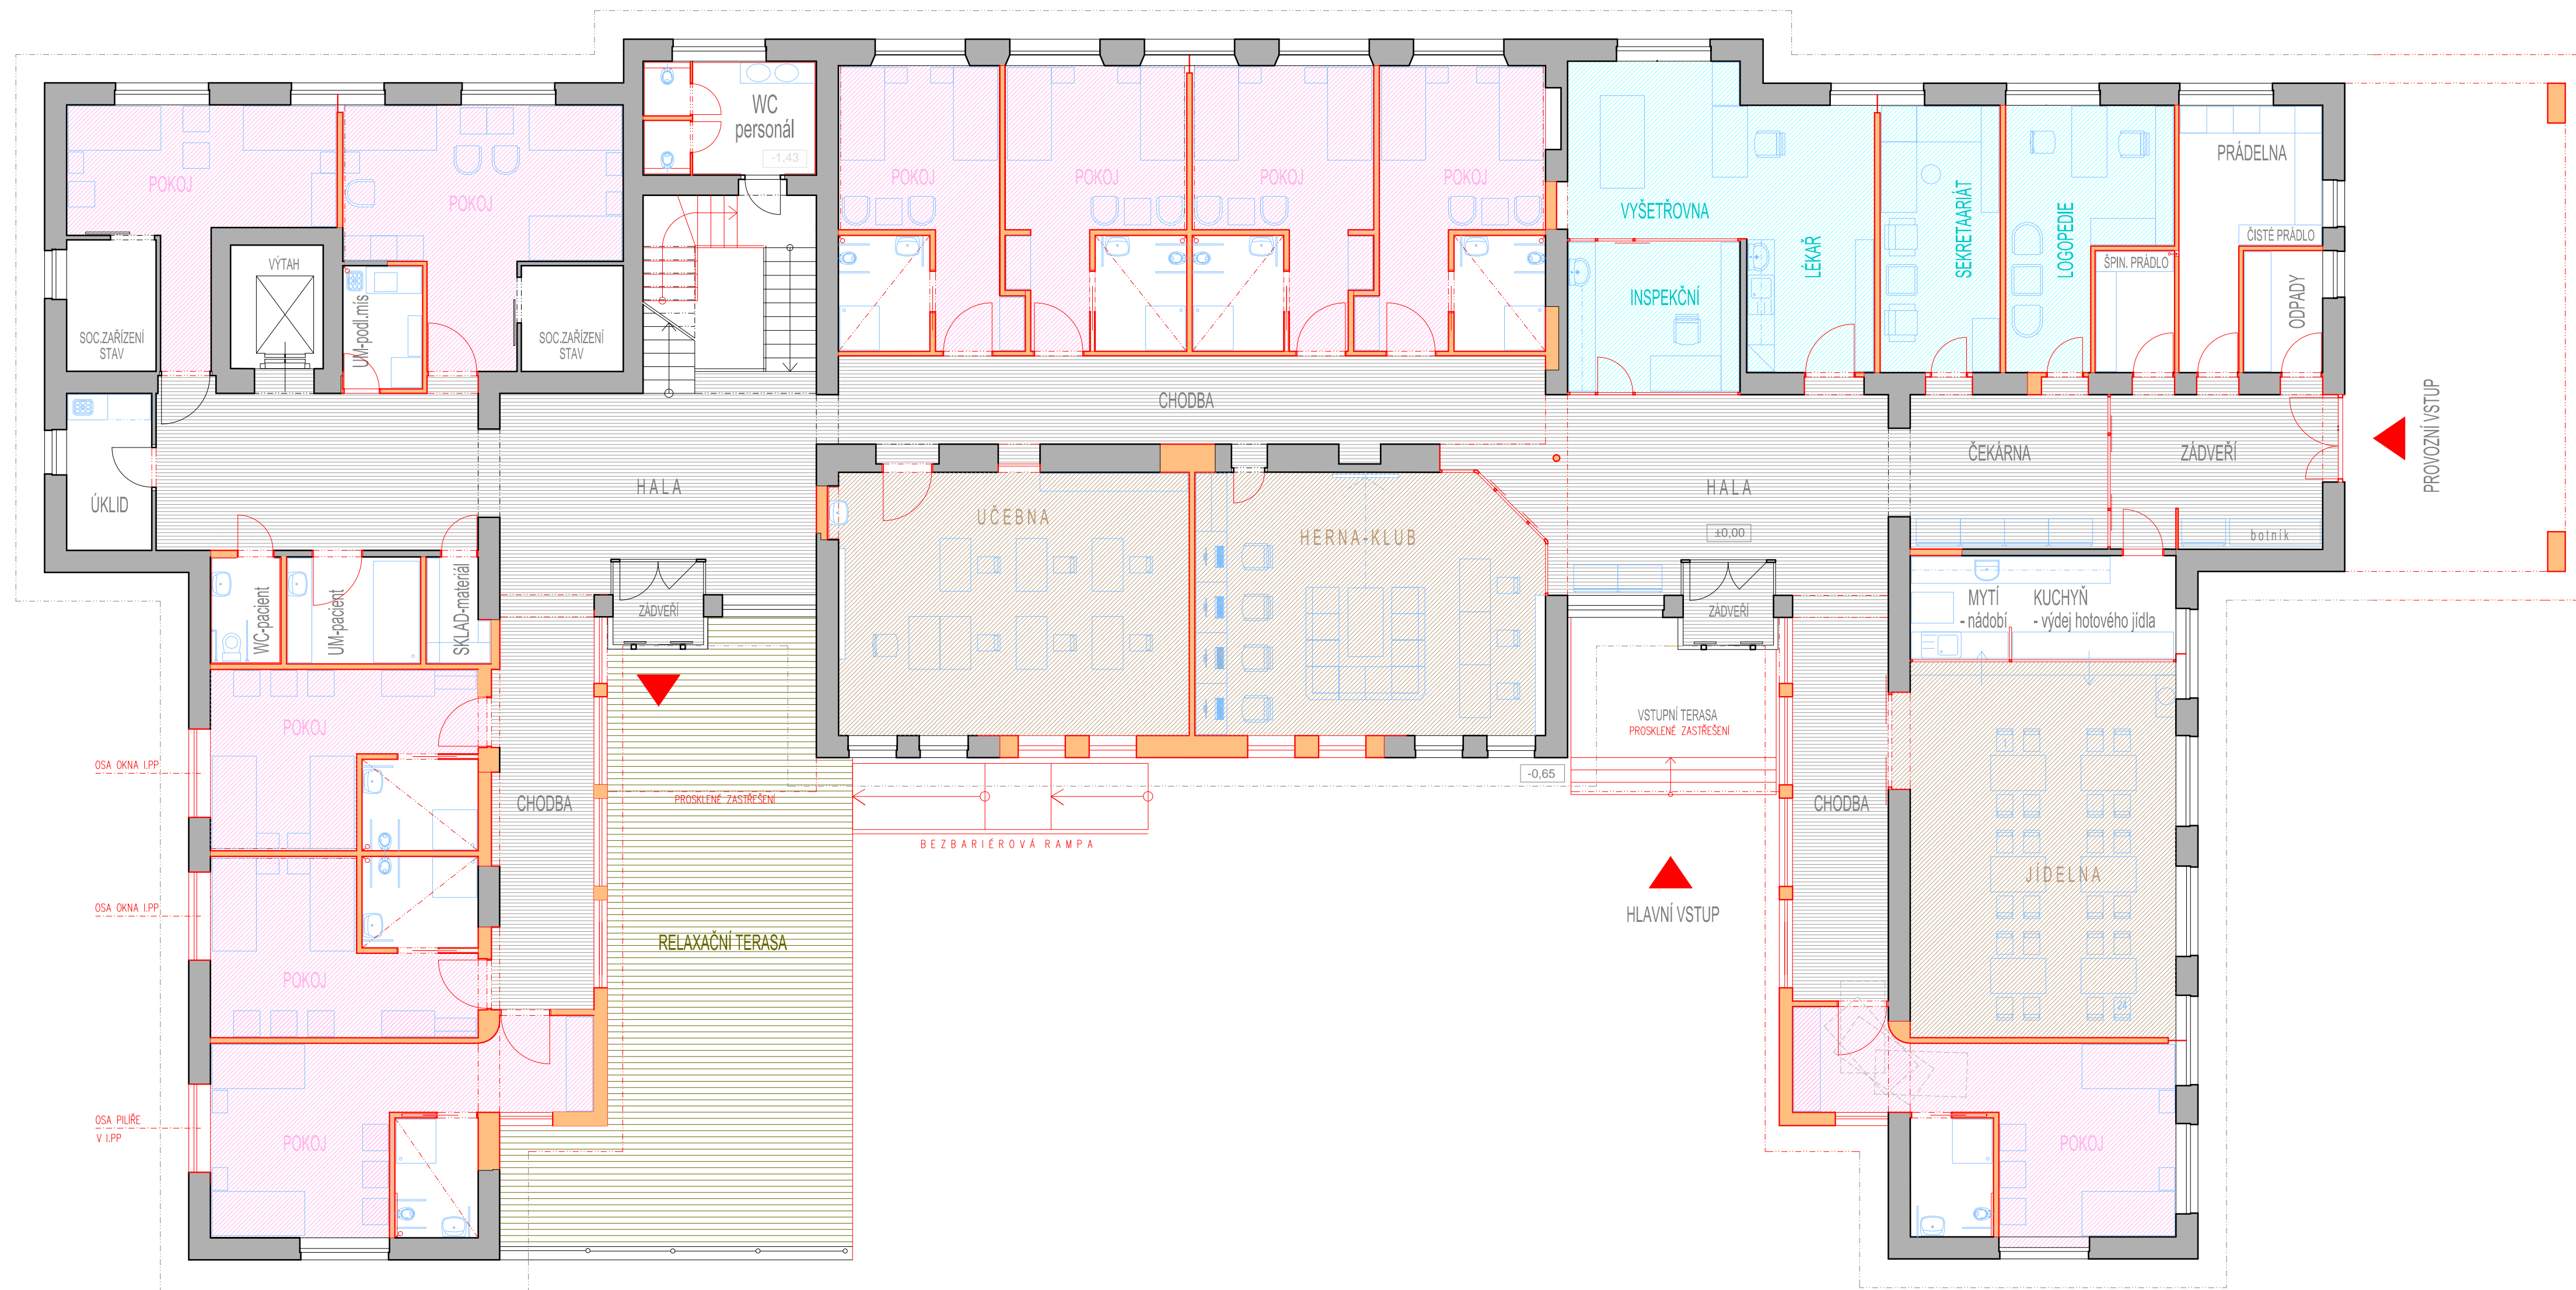 WC
personál
-1,43
POKOJ
POKOJ
POKOJ
POKOJ
POKOJ
POKOJ
VÝTAH
UM-podl.mís
SOC.ZAŘÍZENÍ
STAV
SOC.ZAŘÍZENÍ
STAV
VYŠETŘOVNA
INSPEKČNÍ
LÉKAŘ
SEKRETAARIÁT
LOGOPEDIE
PRÁDELNA
ČISTÉ PRÁDLO
ŠPIN. PRÁDLO
ODPADY
PROVOZNÍ VSTUP
CHODBA
ÚKLID
HALA
UČEBNA
HERNA-KLUB
HALA
±0,00
ČEKÁRNA
ZÁDVEŘÍ
botník
WC-pacient
UM-pacient
SKLAD-materiál
ZÁDVEŘÍ
ZÁDVEŘÍ
MYTÍ
- nádobí
KUCHYŇ
- výdej hotového jídla
POKOJ
VSTUPNÍ TERASA
PROSKLENÉ ZASTŘEŠENÍ
1
OSA OKNA I.PP
-0,65
CHODBA
PROSKLENÉ ZASTŘEŠENÍ
CHODBA
BEZBARIÉROVÁ RAMPA
JÍDELNA
OSA OKNA I.PP
HLAVNÍ VSTUP
RELAXAČNÍ TERASA
POKOJ
24
OSA PILÍŘE
V I.PP
POKOJ
POKOJ